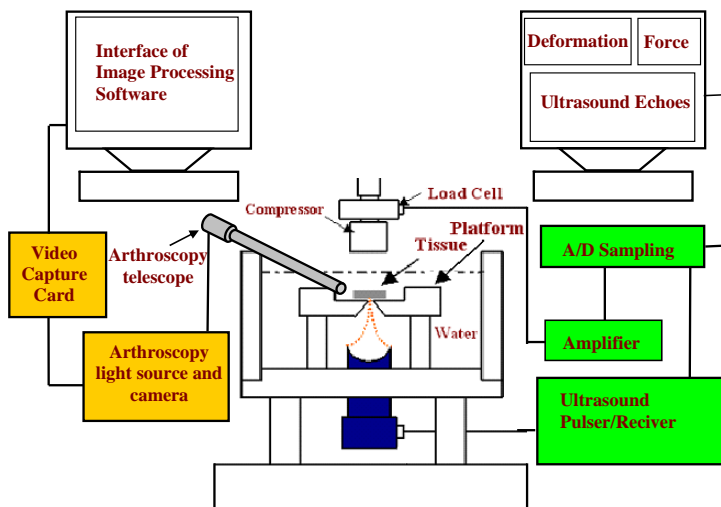 Interface of
Image Processing
Software
Deformation
Force
Ultrasound Echoes
Load Cell
Compressor
Platform
Tissue
Arthroscopy
telescope
Video
Capture
Card
A/D Sampling
Water
Amplifier
Arthroscopy
light source and
camera
Ultrasound
Pulser/Reciver